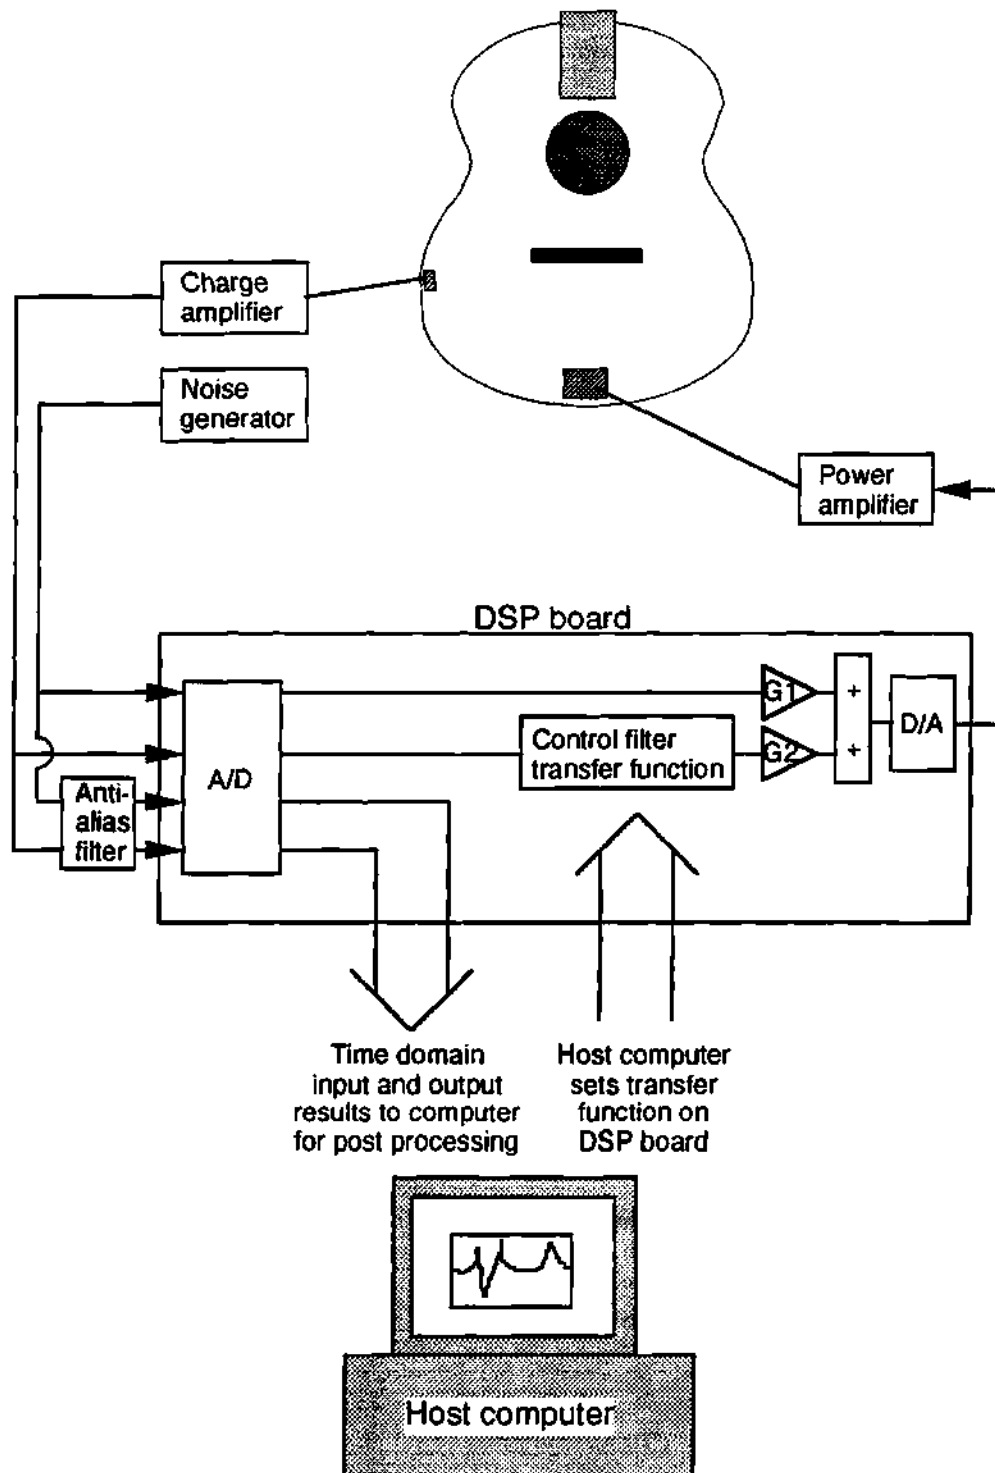 Charge
amplifier
Noise
generator
Power
amplifier
DSP board
G1
+
D/A
Control filter
transfer function
G2
+
A/D
Anti-
alias
filter
Time domain
input and output
results to computer
for post processing
Host computer
sets transfer
function on
DSP board
Host computer